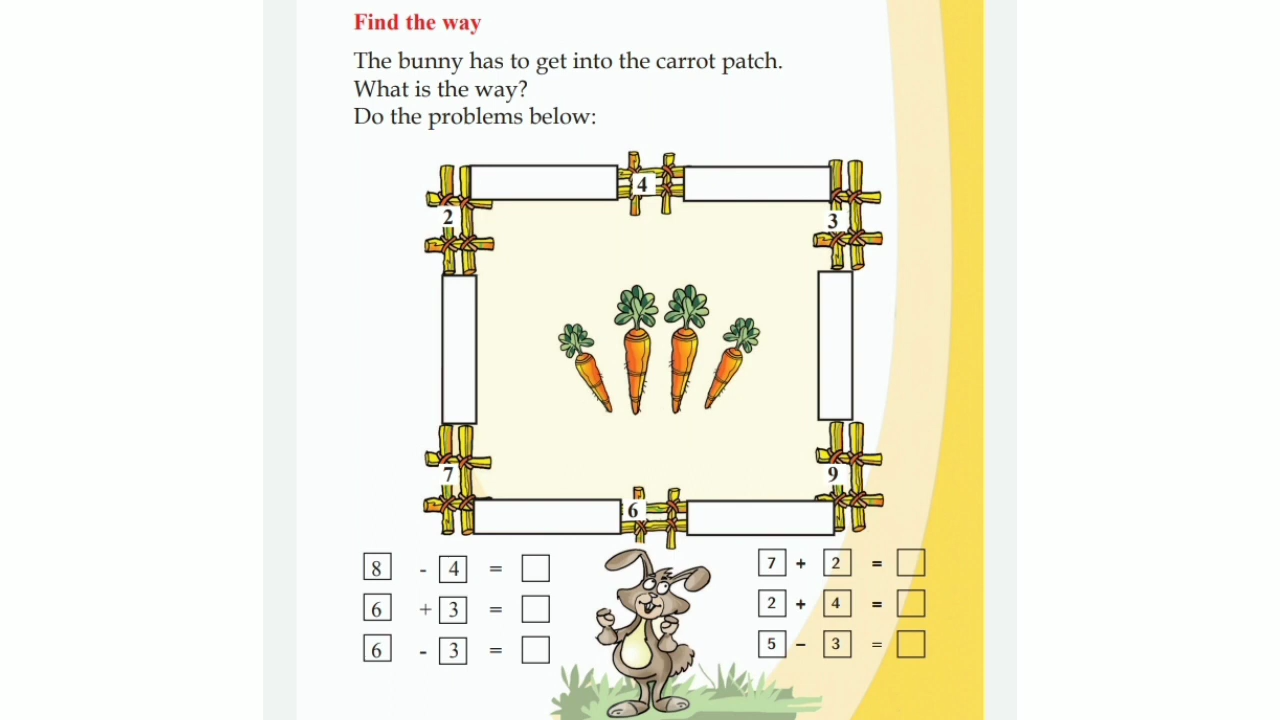 Find the way
The bunny has to get into the carrot patch.
What is the way?
Do the problems below:
4
2
3
7
9
6
8 - 4 =
6 + 3 =
6 - 3 =
7 + 2 =
2 + 4 =
5 – 3 =